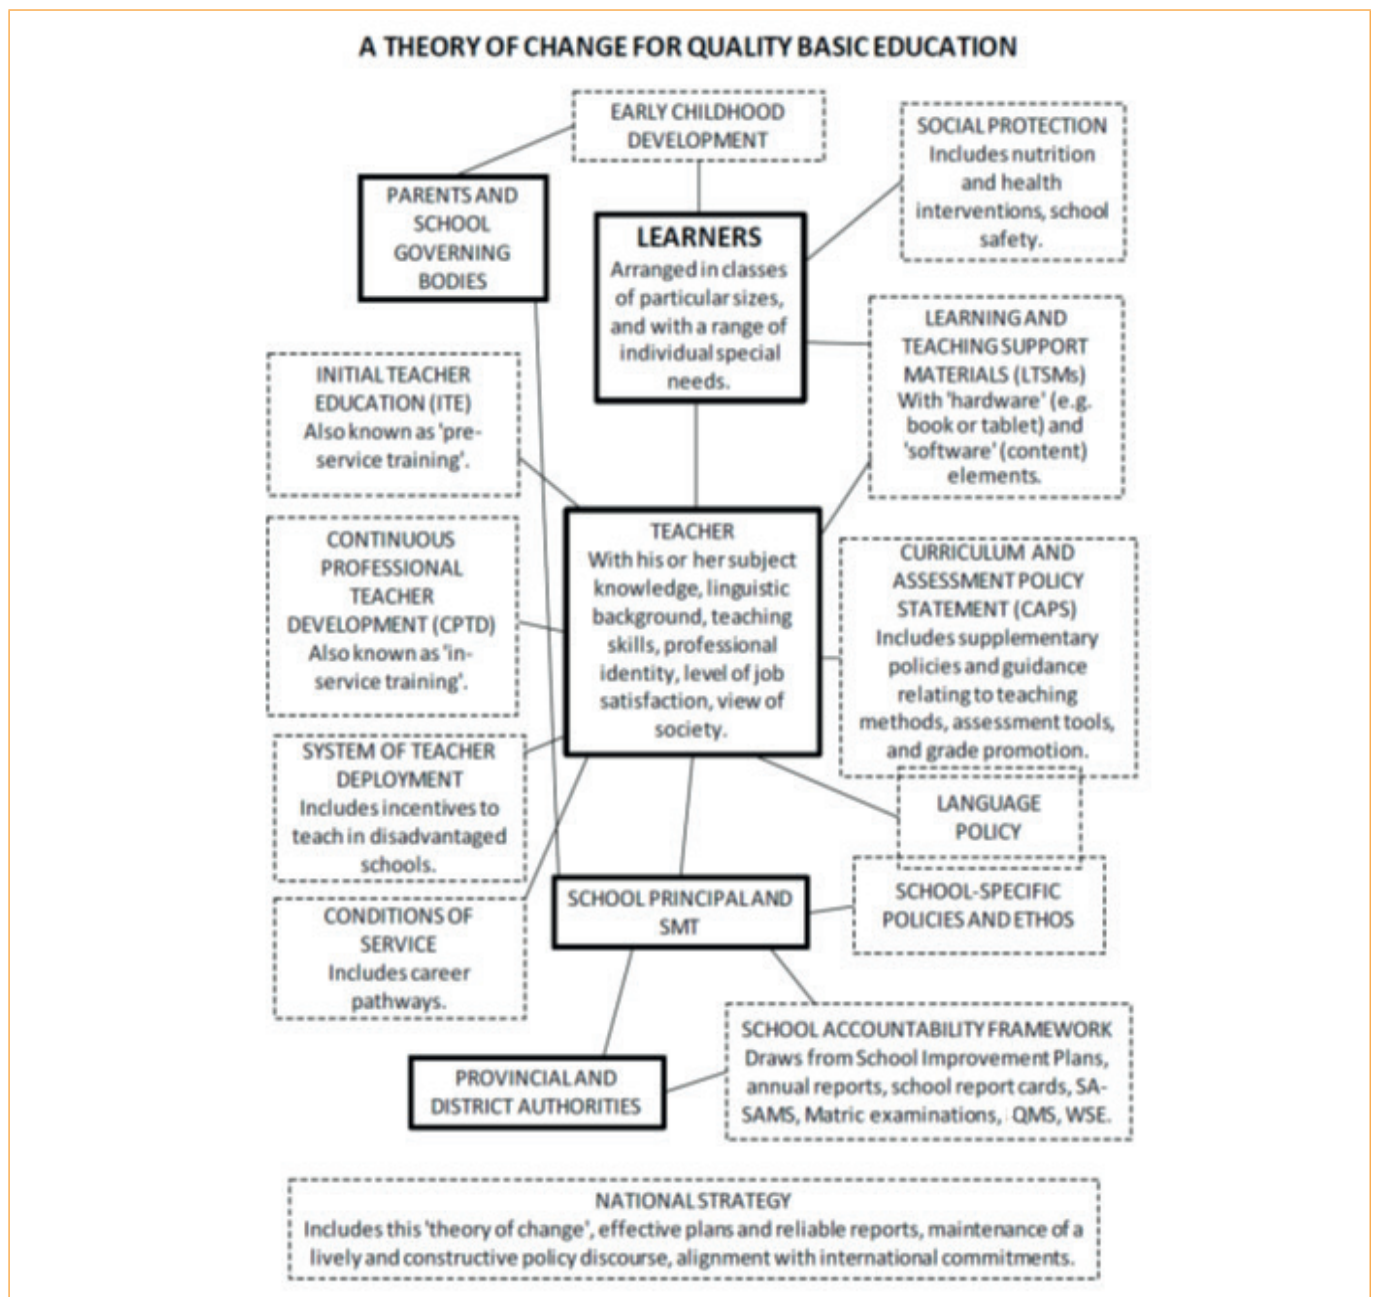 A THEORY OF CHANGE FOR QUALITY BASIC EDUCATION
EARLY CHILDHOOD
DEVELOPMENT
SOCIAL PROTECTION
Includes nutrition
and health
interventions, school
safety.
PARENTS AND
SCHOOL
GOVERNING
BODIES
LEARNERS
Arranged in classes
of particular sizes,
and with a range of
individual special
needs.
LEARNING AND
TEACHING SUPPORT
MATERIALS (LTSMs)
With 'hardware' (e.g.
book or tablet) and
'software' (content)
elements.
INITIAL TEACHER
EDUCATION (ITE)
Also known as 'pre-
service training'.
CONTINUOUS
PROFESSIONAL
TEACHER
DEVELOPMENT (CPTD)
Also known as 'in-
service training'.
TEACHER
With his or her subject
knowledge, linguistic
background, teaching
skills, professional
identity, level of job
satisfaction, view of
society.
CURRICULUM AND
ASSESSMENT POLICY
STATEMENT (CAPS)
Includes supplementary
policies and guidance
relating to teaching
methods, assessment tools,
and grade promotion.
SYSTEM OF TEACHER
DEPLOYMENT
Includes incentives to
teach in disadvantaged
schools.
LANGUAGE
POLICY
CONDITIONS OF
SERVICE
Includes career
pathways.
SCHOOL PRINCIPAL AND
SMT
SCHOOL-SPECIFIC
POLICIES AND ETHOS
SCHOOL ACCOUNTABILITY FRAMEWORK
Draws from School Improvement Plans,
annual reports, school report cards, SA-
SAMS, Matric examinations, QMS, WSE.
PROVINCIAL AND
DISTRICT AUTHORITIES
NATIONAL STRATEGY
Includes this 'theory of change', effective plans and reliable reports, maintenance of a
lively and constructive policy discourse, alignment with international commitments.